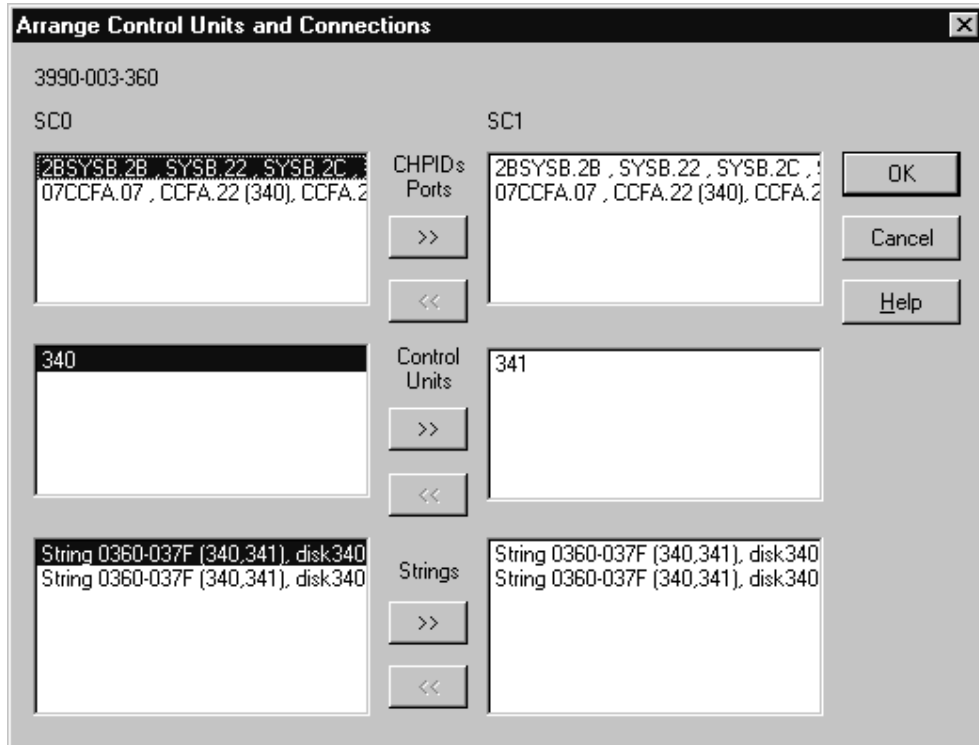 Arrange Control Units and Connections
3990-003-360
SC0
SC1
2BSYSB.2B , SYSB.22 , SYSB.2C ,
07CCFA.07 , CCFA.22 (340), CCFA.2
CHPIDs
Ports
>>
<<
2BSYSB.2B , SYSB.22 , SYSB.2C ,
07CCFA.07 , CCFA.22 (340), CCFA.2
OK
Cancel
Help
340
Control
Units
>>
<<
341
String 0360-037F (340,341), disk340
String 0360-037F (340,341), disk340
Strings
>>
<<
String 0360-037F (340,341), disk340
String 0360-037F (340,341), disk340